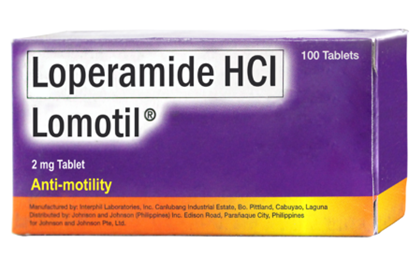 100 Tablets
Loperamide HCl
Lomotil®
2 mg Tablet
Anti-motility
Manufactured by: Interphil Laboratories, Inc. Canlubang Industrial Estate, Bo. Pittland, Cabuyao, Laguna
Distributed by: Johnson and Johnson (Philippines) Inc. Edison Road, Parañaque City, Philippines
for Johnson and Johnson Pte, Ltd.